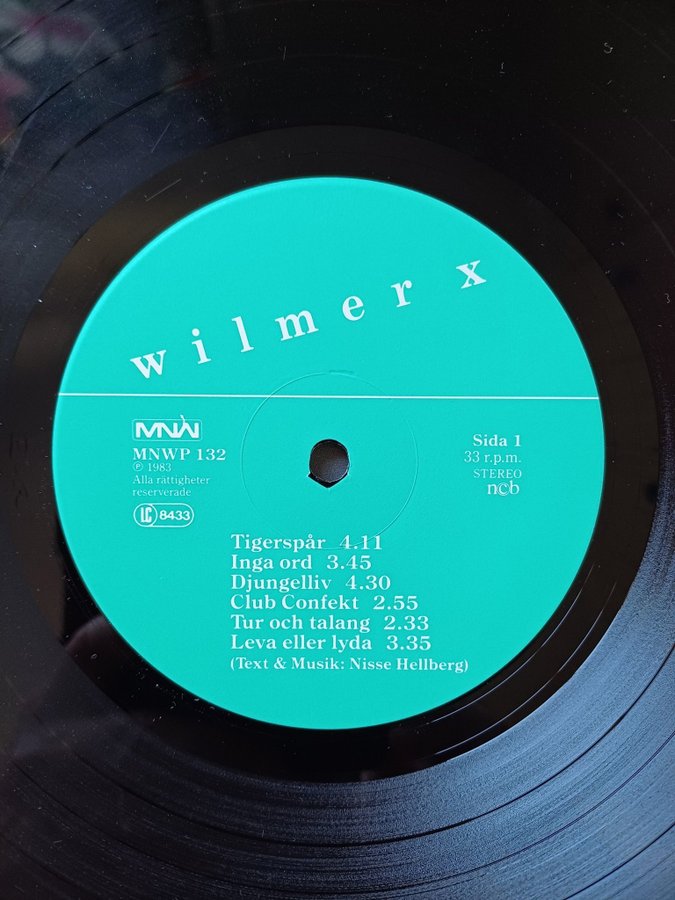 wilmer x
MNW
MNWP 132
Ⓟ 1983
Alla rättigheter
reserverade
LC 8433
Sida 1
33 r.p.m.
STEREO
ncb
Tigerspår 4.11
Inga ord 3.45
Djungelliv 4.30
Club Confekt 2.55
Tur och talang 2.33
Leva eller lyda 3.35
(Text & Musik: Nisse Hellberg)